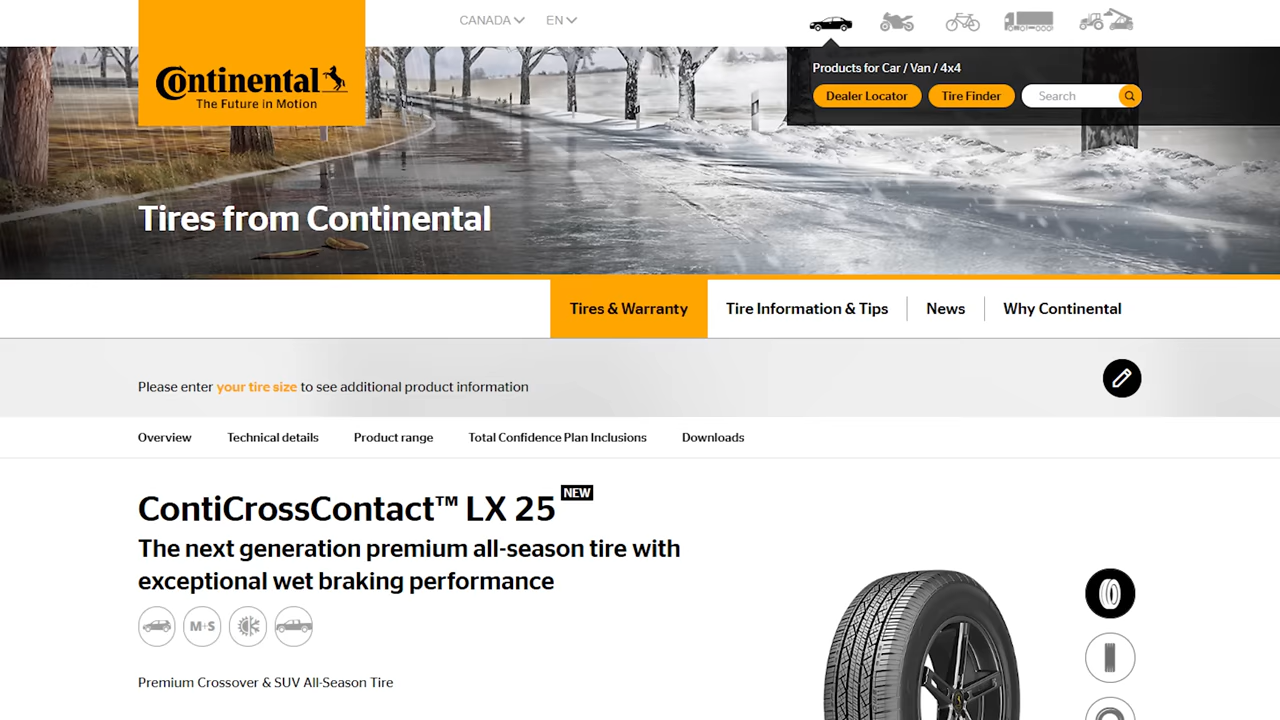 CANADA
EN
Continental
The Future in Motion
Products for Car / Van / 4x4
Dealer Locator
Tire Finder
Search
Tires from Continental
Tires & Warranty
Tire Information & Tips
News
Why Continental
Please enter your tire size to see additional product information
Overview
Technical details
Product range
Total Confidence Plan Inclusions
Downloads
ContiCrossContact™ LX 25 NEW
The next generation premium all-season tire with
exceptional wet braking performance
M+S
Premium Crossover & SUV All-Season Tire